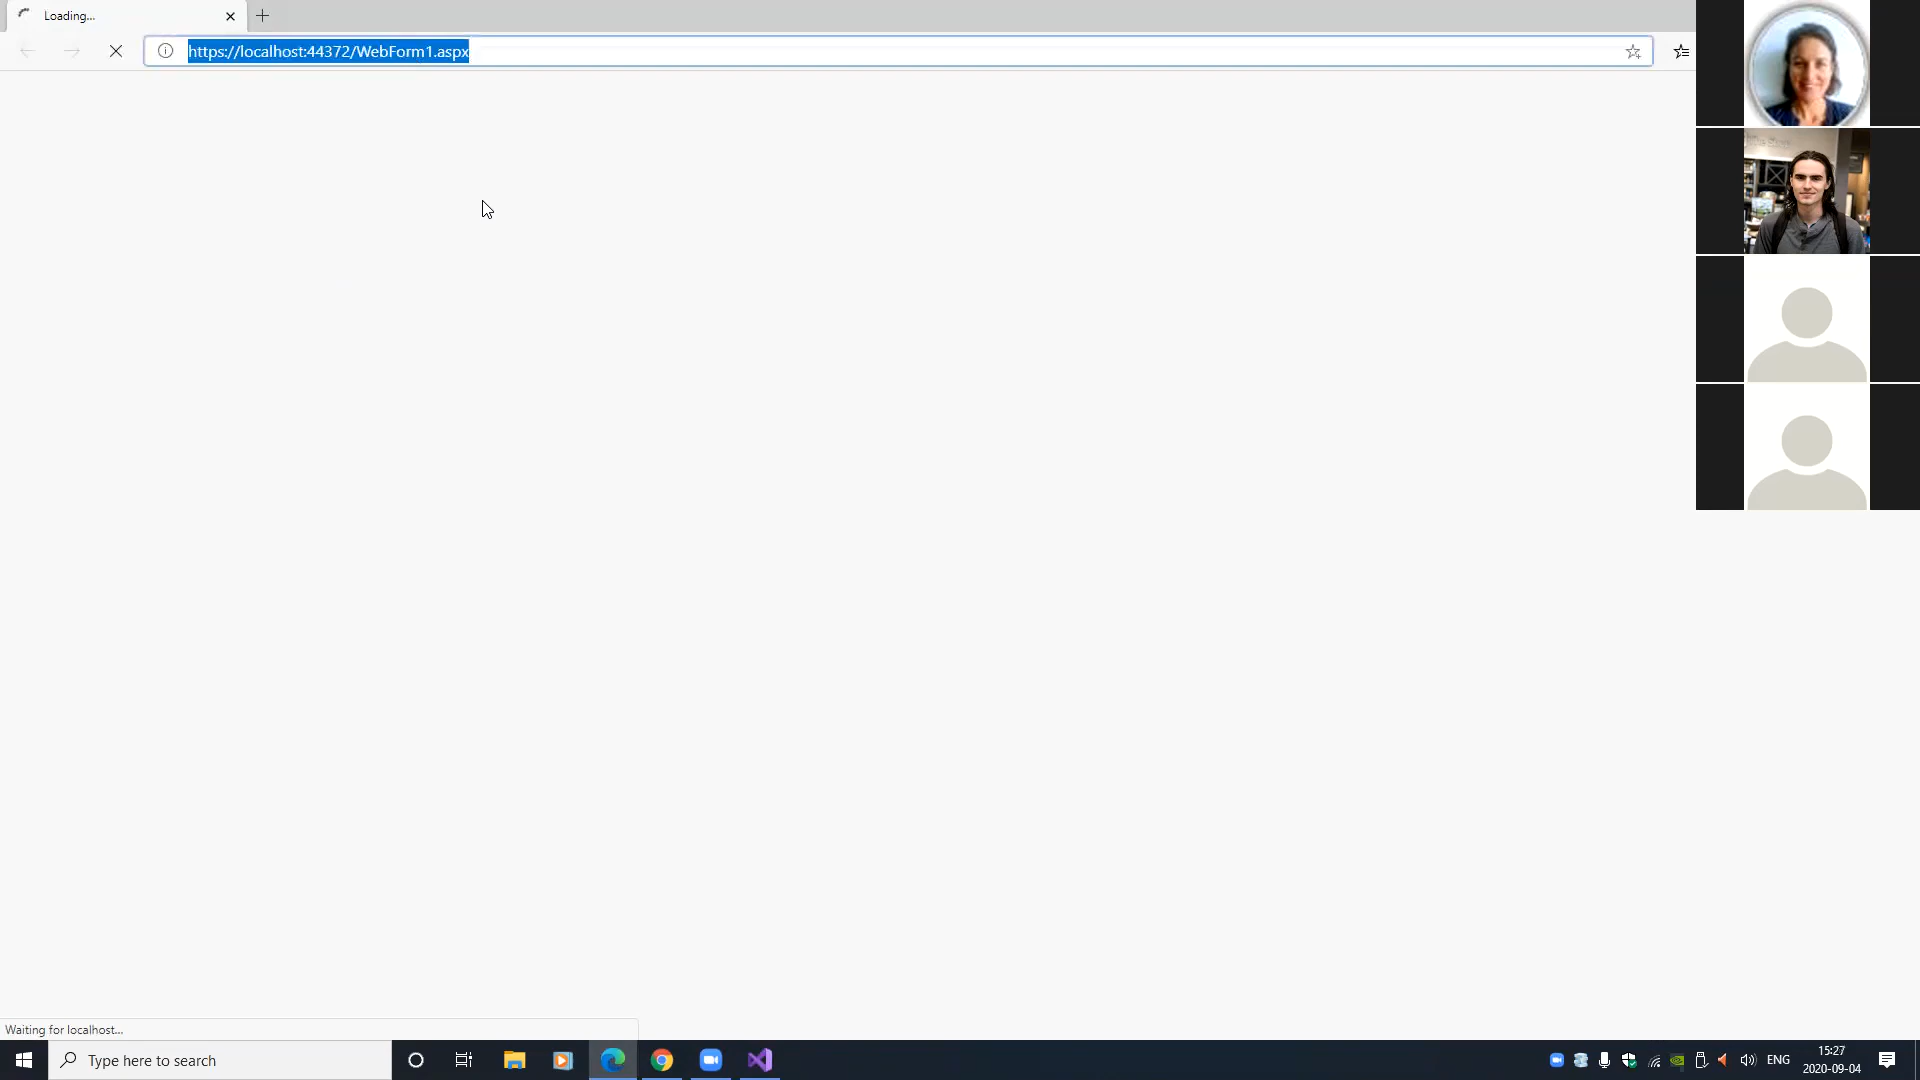 Loading...
https://localhost:44372/WebForm1.aspx
Waiting for localhost...
Type here to search
ENG
15:27
2020-09-04